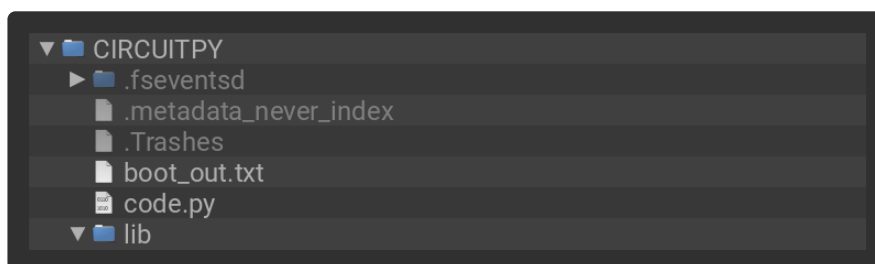 CIRCUITPY
.fseventsd
.metadata_never_index
.Trashes
boot_out.txt
code.py
lib